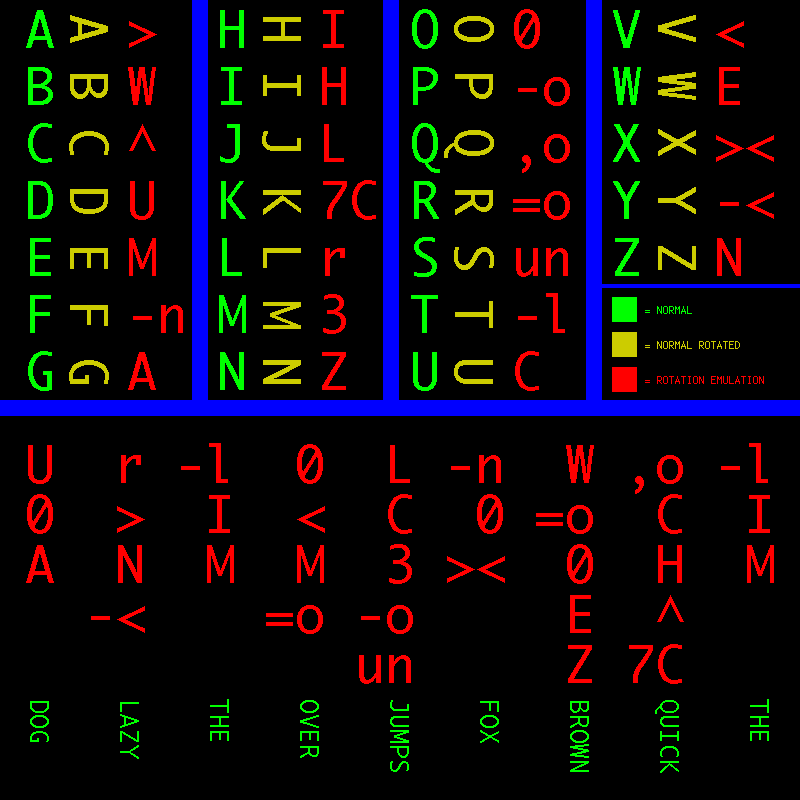 A A >
B B W
C C ^
D D U
E E M
F F -n
G G A
H H I
I I H
J J L
K K 7C
L L r
M M 3
N N Z
O O 0
P P -o
Q Q ,o
R R =o
S S un
T T -l
U U C
V V <
W W E
X X ><
Y Y -<
Z Z N
= NORMAL
= NORMAL ROTATED
= ROTATION EMULATION
U r -l 0 L -n W ,o -l
0 > I < C 0 =o C I
A N M M 3 >< 0 H M
-< =o -o E ^
un Z 7C
DOG LAZY THE OVER JUMPS FOX BROWN QUICK THE